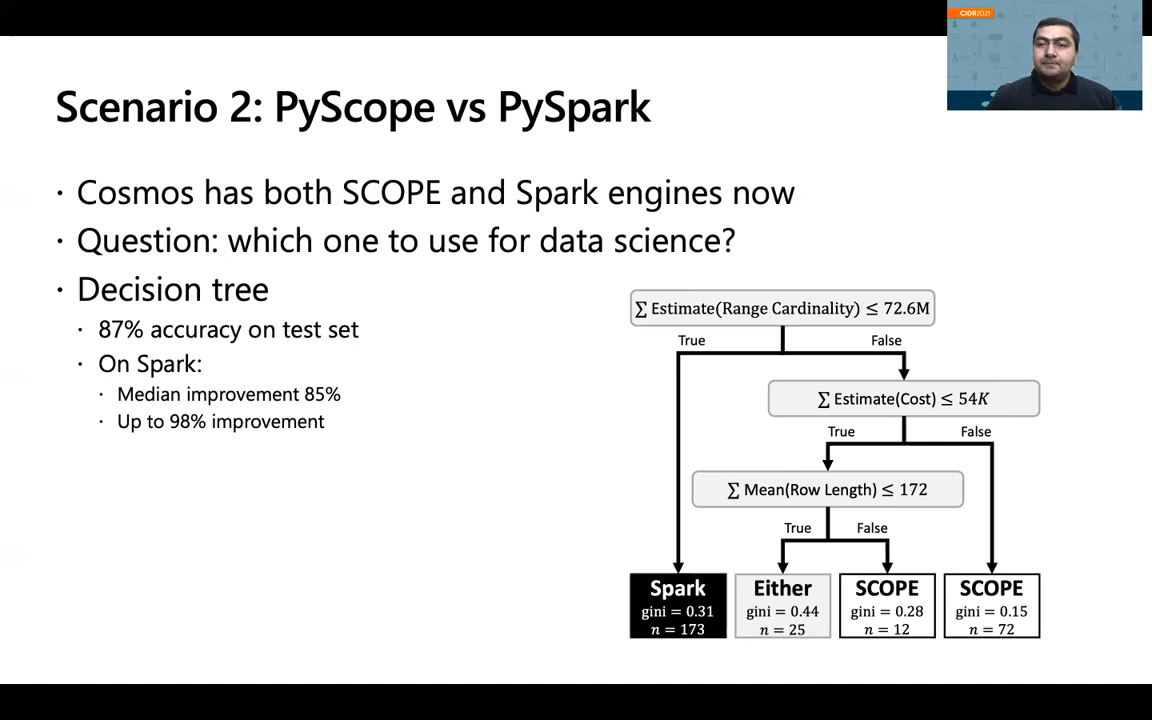 CIDR2021
Scenario 2: PyScope vs PySpark
· Cosmos has both SCOPE and Spark engines now
· Question: which one to use for data science?
· Decision tree
· 87% accuracy on test set
· On Spark:
· Median improvement 85%
· Up to 98% improvement
∑ Estimate(Range Cardinality) ≤ 72.6M
True False
∑ Estimate(Cost) ≤ 54K
True False
∑ Mean(Row Length) ≤ 172
True False
Spark Either SCOPE SCOPE
gini = 0.31 gini = 0.44 gini = 0.28 gini = 0.15
n = 173 n = 25 n = 12 n = 72